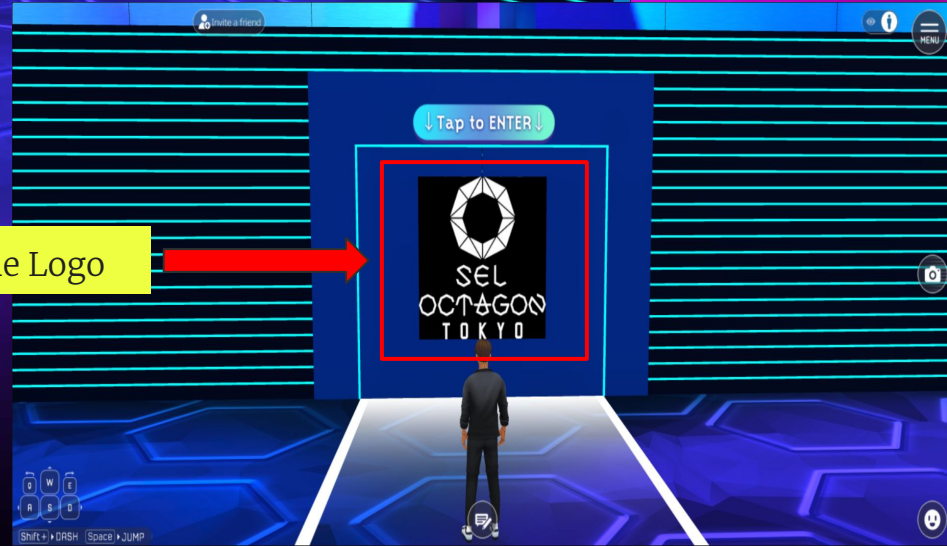 Invite a friend
MENU
↓Tap to ENTER↓
Logo
SEL
OCTAGON
TOKYO
Q W E
A S D
Shift+ DASH Space JUMP